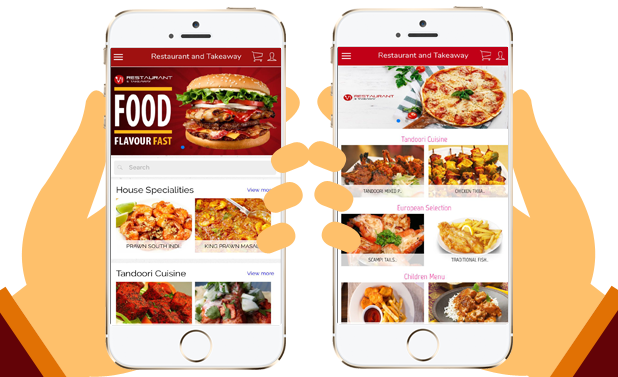 Restaurant and Takeaway
VI RESTAURANT
& TAKEAWAY
FOOD
FLAVOUR FAST
Search
House Specialities View more
PRAWN SOUTH INDI.
KING PRAWN MASAL
Tandoori Cuisine View more
Restaurant and Takeaway
RESTAURANT
Tandoori Cuisine
TANDOORI MIXED P..
CHICKEN TIKKA..
European Selection
SCAMPI TAILS..
TRADITIONAL FISH..
Children Menu